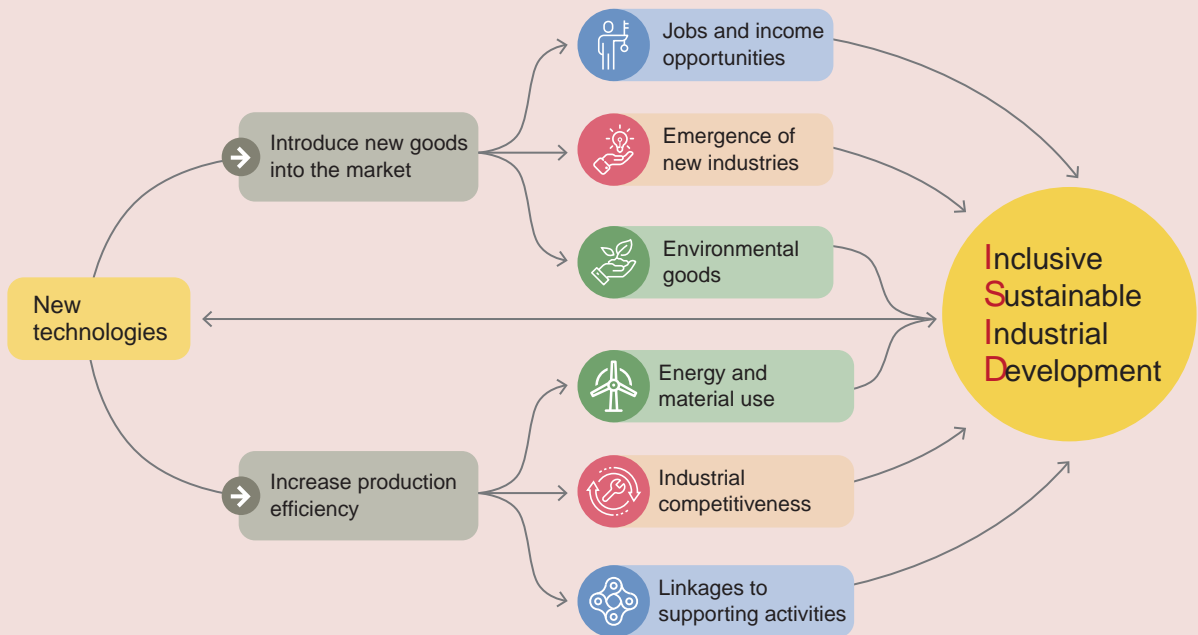 New
technologies
Introduce new goods
into the market
Increase production
efficiency
Jobs and income
opportunities
Emergence of
new industries
Environmental
goods
Energy and
material use
Industrial
competitiveness
Linkages to
supporting activities
Inclusive
Sustainable
Industrial
Development